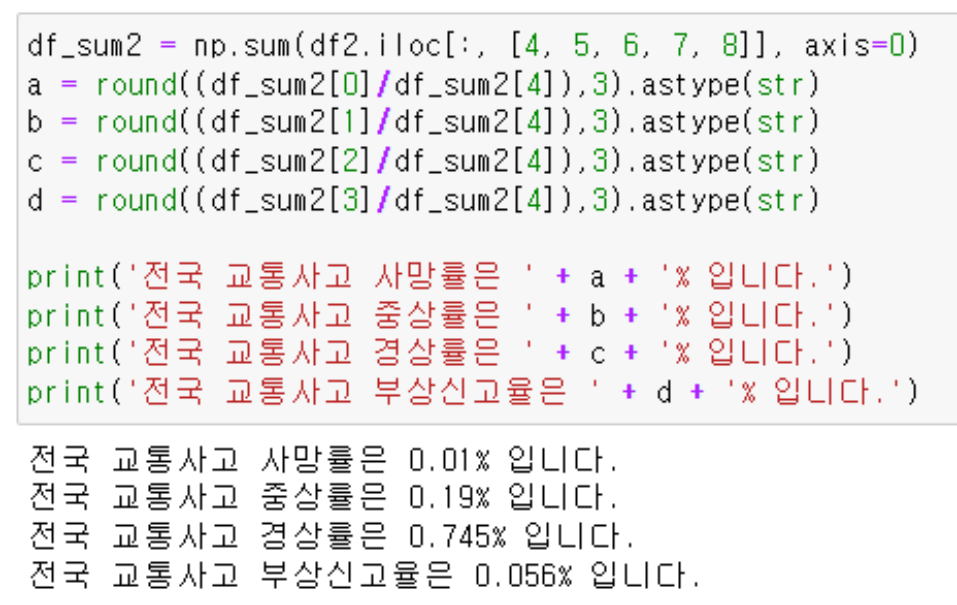 df_sum2 = np.sum(df2.iloc[:, [4, 5, 6, 7, 8]], axis=0)
a = round((df_sum2[0]/df_sum2[4]),3).astype(str)
b = round((df_sum2[1]/df_sum2[4]),3).astype(str)
c = round((df_sum2[2]/df_sum2[4]),3).astype(str)
d = round((df_sum2[3]/df_sum2[4]),3).astype(str)
print('전국 교통사고 사망률은 ' + a + '% 입니다.')
print('전국 교통사고 중상률은 ' + b + '% 입니다.')
print('전국 교통사고 경상률은 ' + c + '% 입니다.')
print('전국 교통사고 부상신고율은 ' + d + '% 입니다.')
전국 교통사고 사망률은 0.01% 입니다.
전국 교통사고 중상률은 0.19% 입니다.
전국 교통사고 경상률은 0.745% 입니다.
전국 교통사고 부상신고율은 0.056% 입니다.